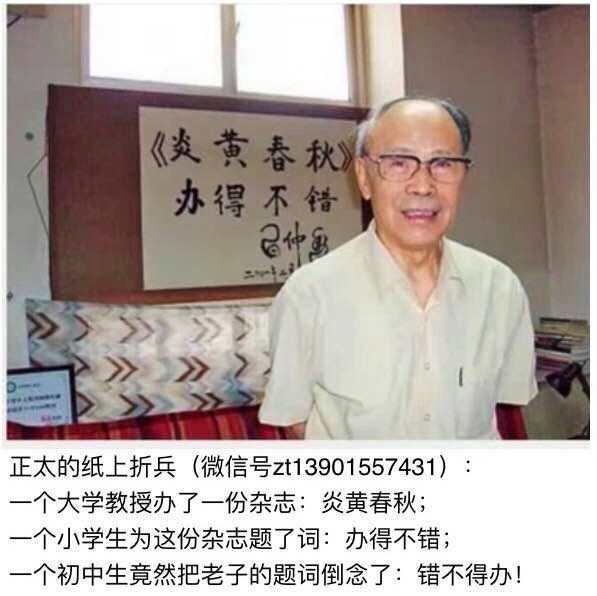 《炎黄春秋》
办得不错
习仲勋
正太的纸上折兵（微信号zt13901557431）：
一个大学教授办了一份杂志：炎黄春秋；
一个小学生为这份杂志题了词：办得不错；
一个初中生竟然把老子的题词倒念了：错不得办！